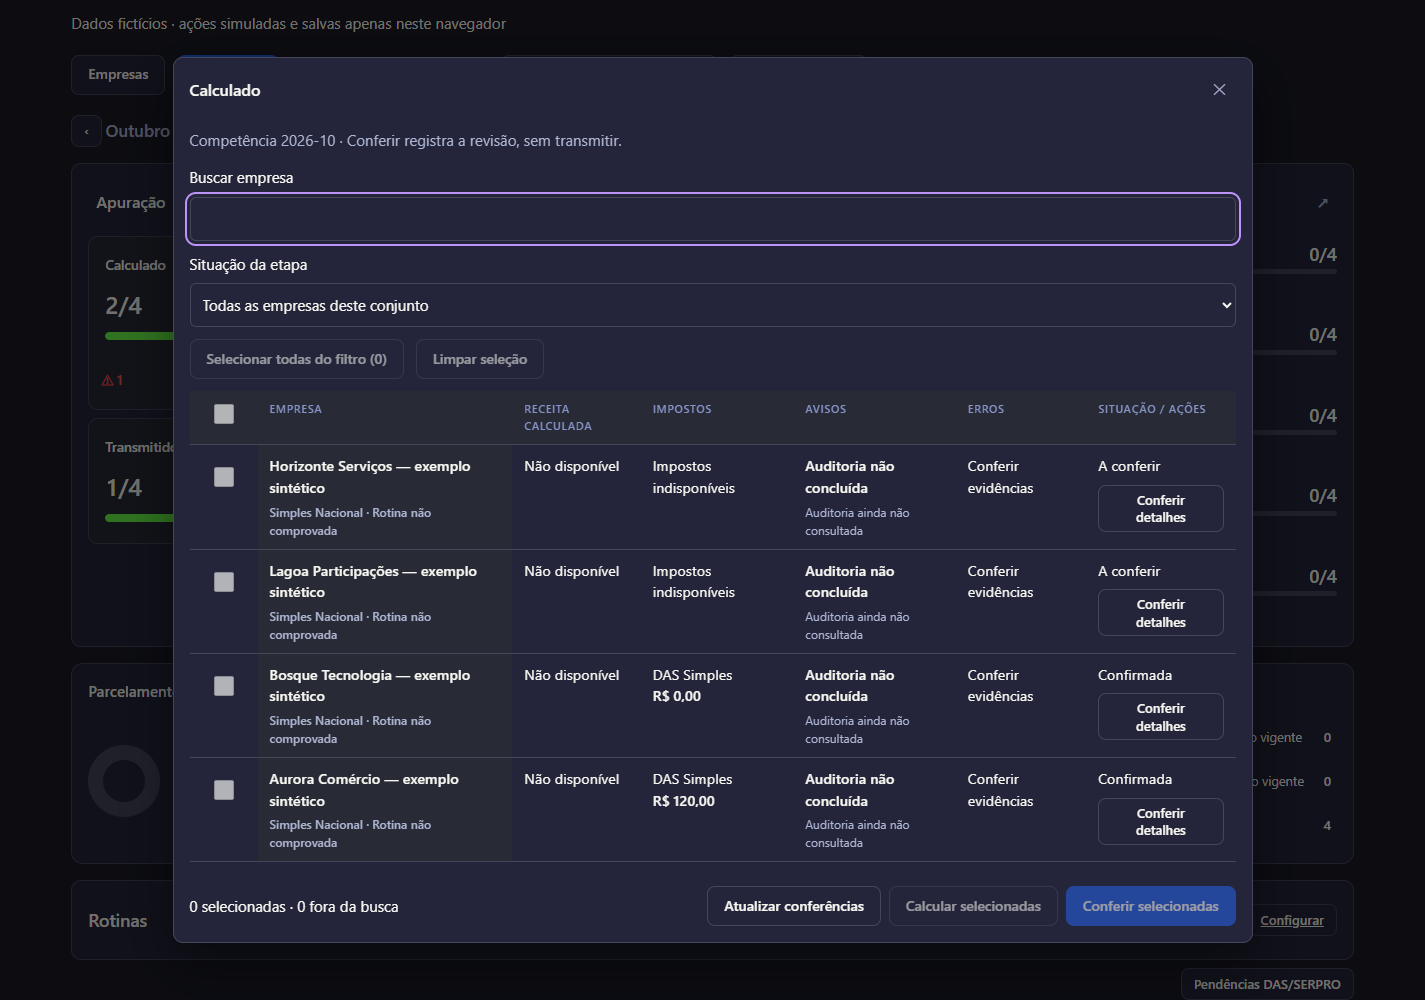 Dados fictícios · ações simuladas e salvas apenas neste navegador
Empresas
‹
Outubro
Calculado
Competência 2026-10 · Conferir registra a revisão, sem transmitir.
Buscar empresa
Situação da etapa
Todas as empresas deste conjunto
Selecionar todas do filtro (0)
Limpar seleção
EMPRESA
RECEITA
CALCULADA
IMPOSTOS
AVISOS
ERROS
SITUAÇÃO / AÇÕES
Horizonte Serviços — exemplo
sintético
Simples Nacional · Rotina não
comprovada
Não disponível
Impostos
indisponíveis
Auditoria não
concluída
Auditoria ainda não
consultada
Conferir
evidências
A conferir
Conferir
detalhes
Lagoa Participações — exemplo
sintético
Simples Nacional · Rotina não
comprovada
Não disponível
Impostos
indisponíveis
Auditoria não
concluída
Auditoria ainda não
consultada
Conferir
evidências
A conferir
Conferir
detalhes
Bosque Tecnologia — exemplo
sintético
Simples Nacional · Rotina não
comprovada
Não disponível
DAS Simples
R$ 0,00
Auditoria não
concluída
Auditoria ainda não
consultada
Conferir
evidências
Confirmada
Conferir
detalhes
Aurora Comércio — exemplo
sintético
Simples Nacional · Rotina não
comprovada
Não disponível
DAS Simples
R$ 120,00
Auditoria não
concluída
Auditoria ainda não
consultada
Conferir
evidências
Confirmada
Conferir
detalhes
0 selecionadas · 0 fora da busca
Atualizar conferências
Calcular selecionadas
Conferir selecionadas
Apuração
Calculado
2/4
1
Transmitido
1/4
↗
0/4
0/4
0/4
0/4
0/4
Parcelament
o vigente 0
o vigente 0
4
Rotinas
Configurar
Pendências DAS/SERPRO